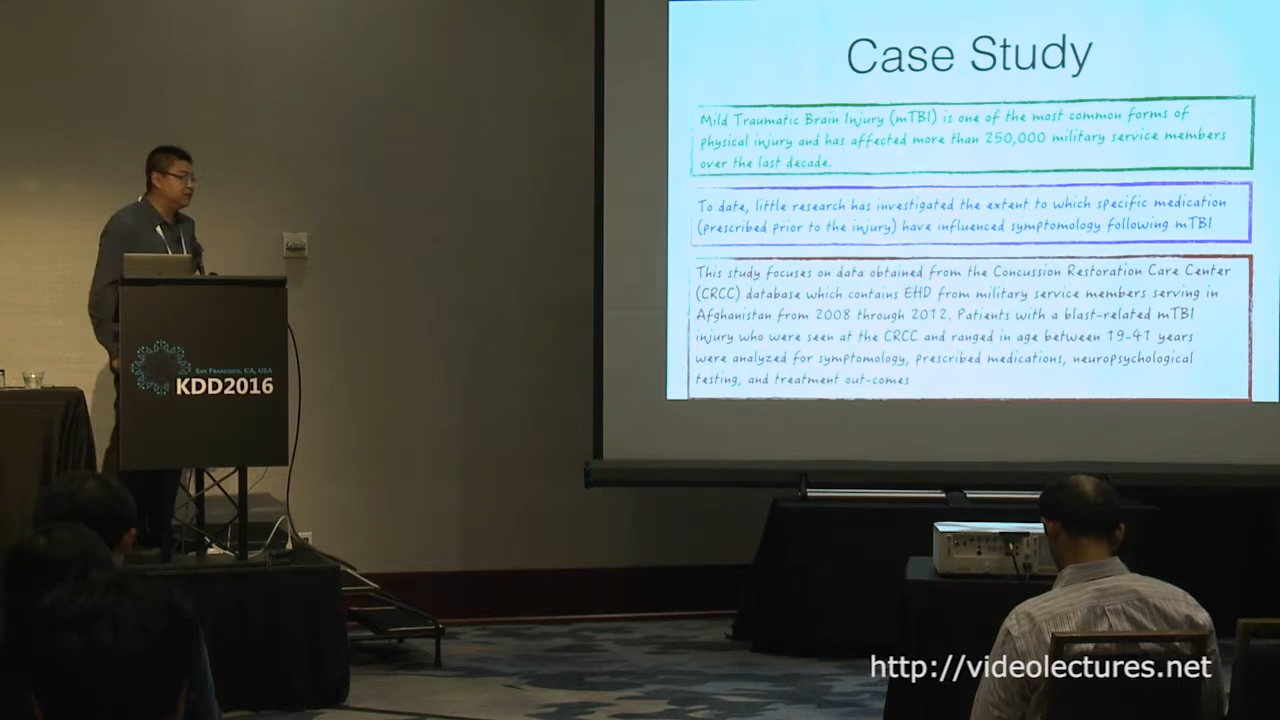 Case Study
Mild Traumatic Brain Injury (mTBI) is one of the most common forms of
physical injury and has affected more than 250,000 military service members
over the last decade.
To date, little research has investigated the extent to which specific medication
(prescribed prior to the injury) have influenced symptomology following mTBI
This study focuses on data obtained from the Concussion Restoration Care Center
(CRCC) database which contains EHD from military service members serving in
Afghanistan from 2008 through 2012. Patients with a blast-related mTBI
injury who were seen at the CRCC and ranged in age between 19-41 years
were analyzed for symptomology, prescribed medications, neuropsychological
testing, and treatment out-comes
SAN FRANCISCO, CA, USA
KDD2016
http://videolectures.net